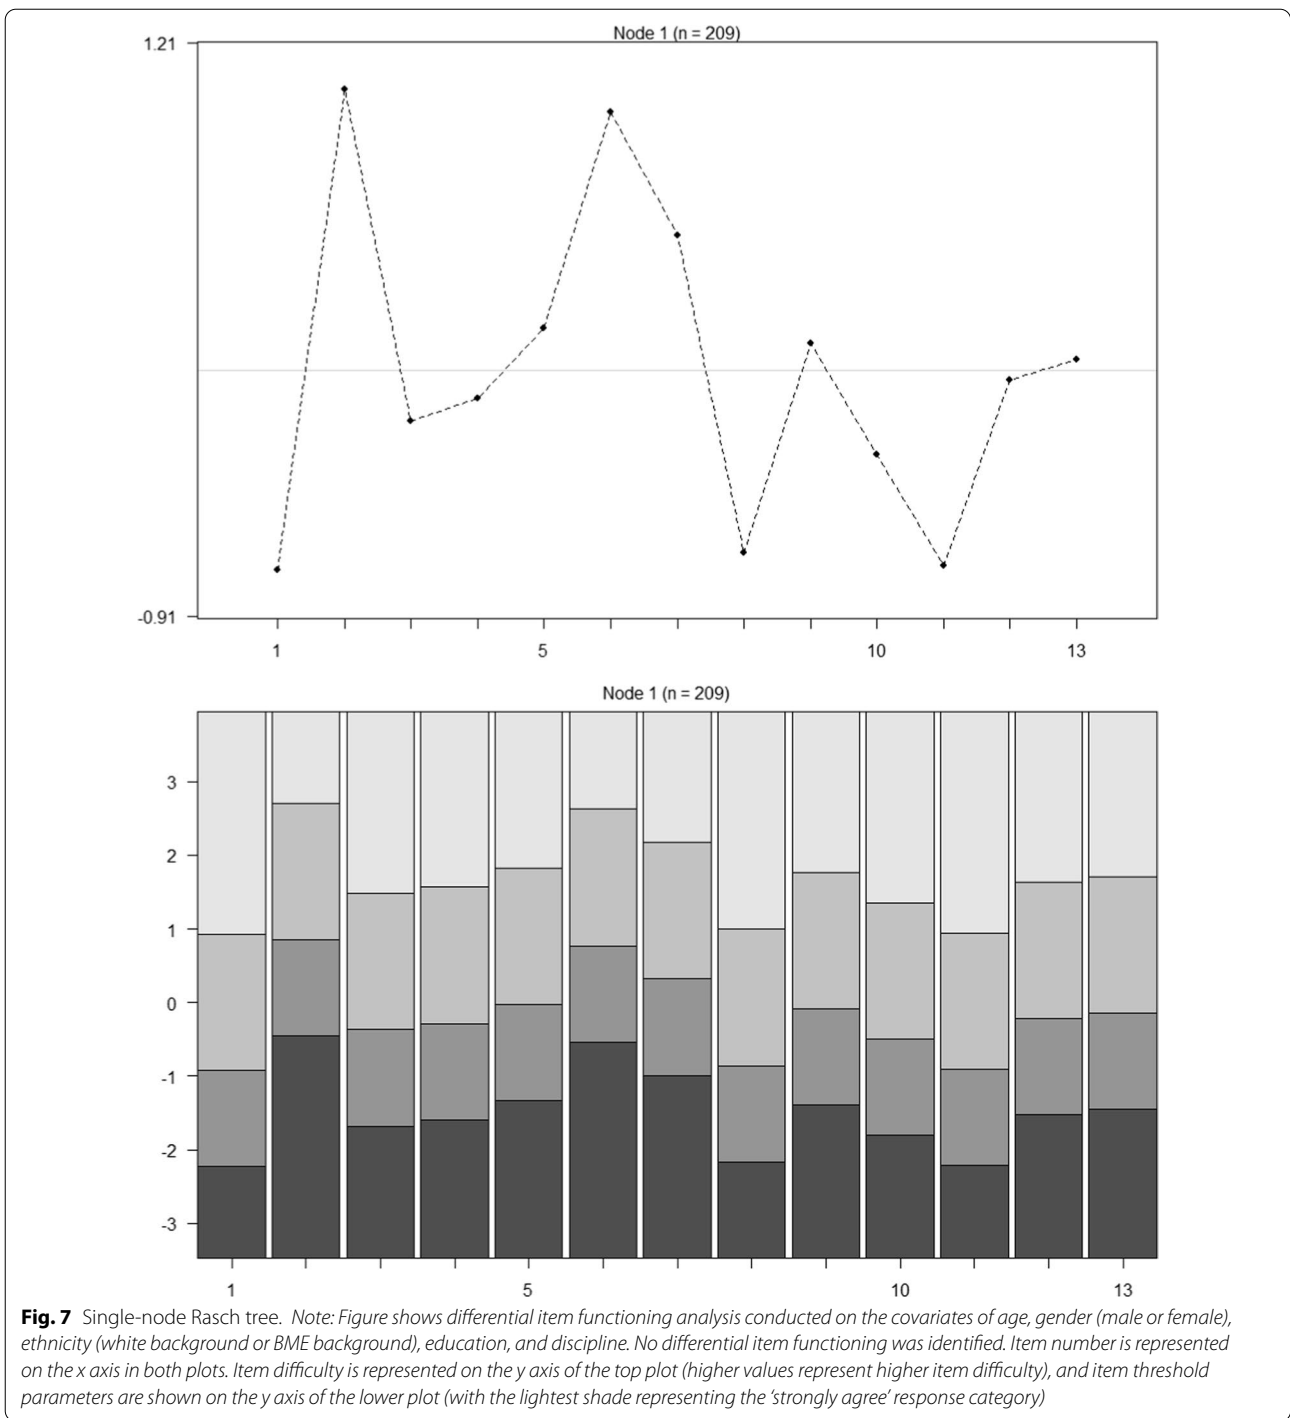 Node 1 (n = 209)
1.21
-0.91
1 5 10 13
Node 1 (n = 209)
3
2
1
0
-1
-2
-3
1 5 10 13
Fig. 7 Single-node Rasch tree. Note: Figure shows differential item functioning analysis conducted on the covariates of age, gender (male or female),
ethnicity (white background or BME background), education, and discipline. No differential item functioning was identified. Item number is represented
on the x axis in both plots. Item difficulty is represented on the y axis of the top plot (higher values represent higher item difficulty), and item threshold
parameters are shown on the y axis of the lower plot (with the lightest shade representing the ‘strongly agree’ response category)